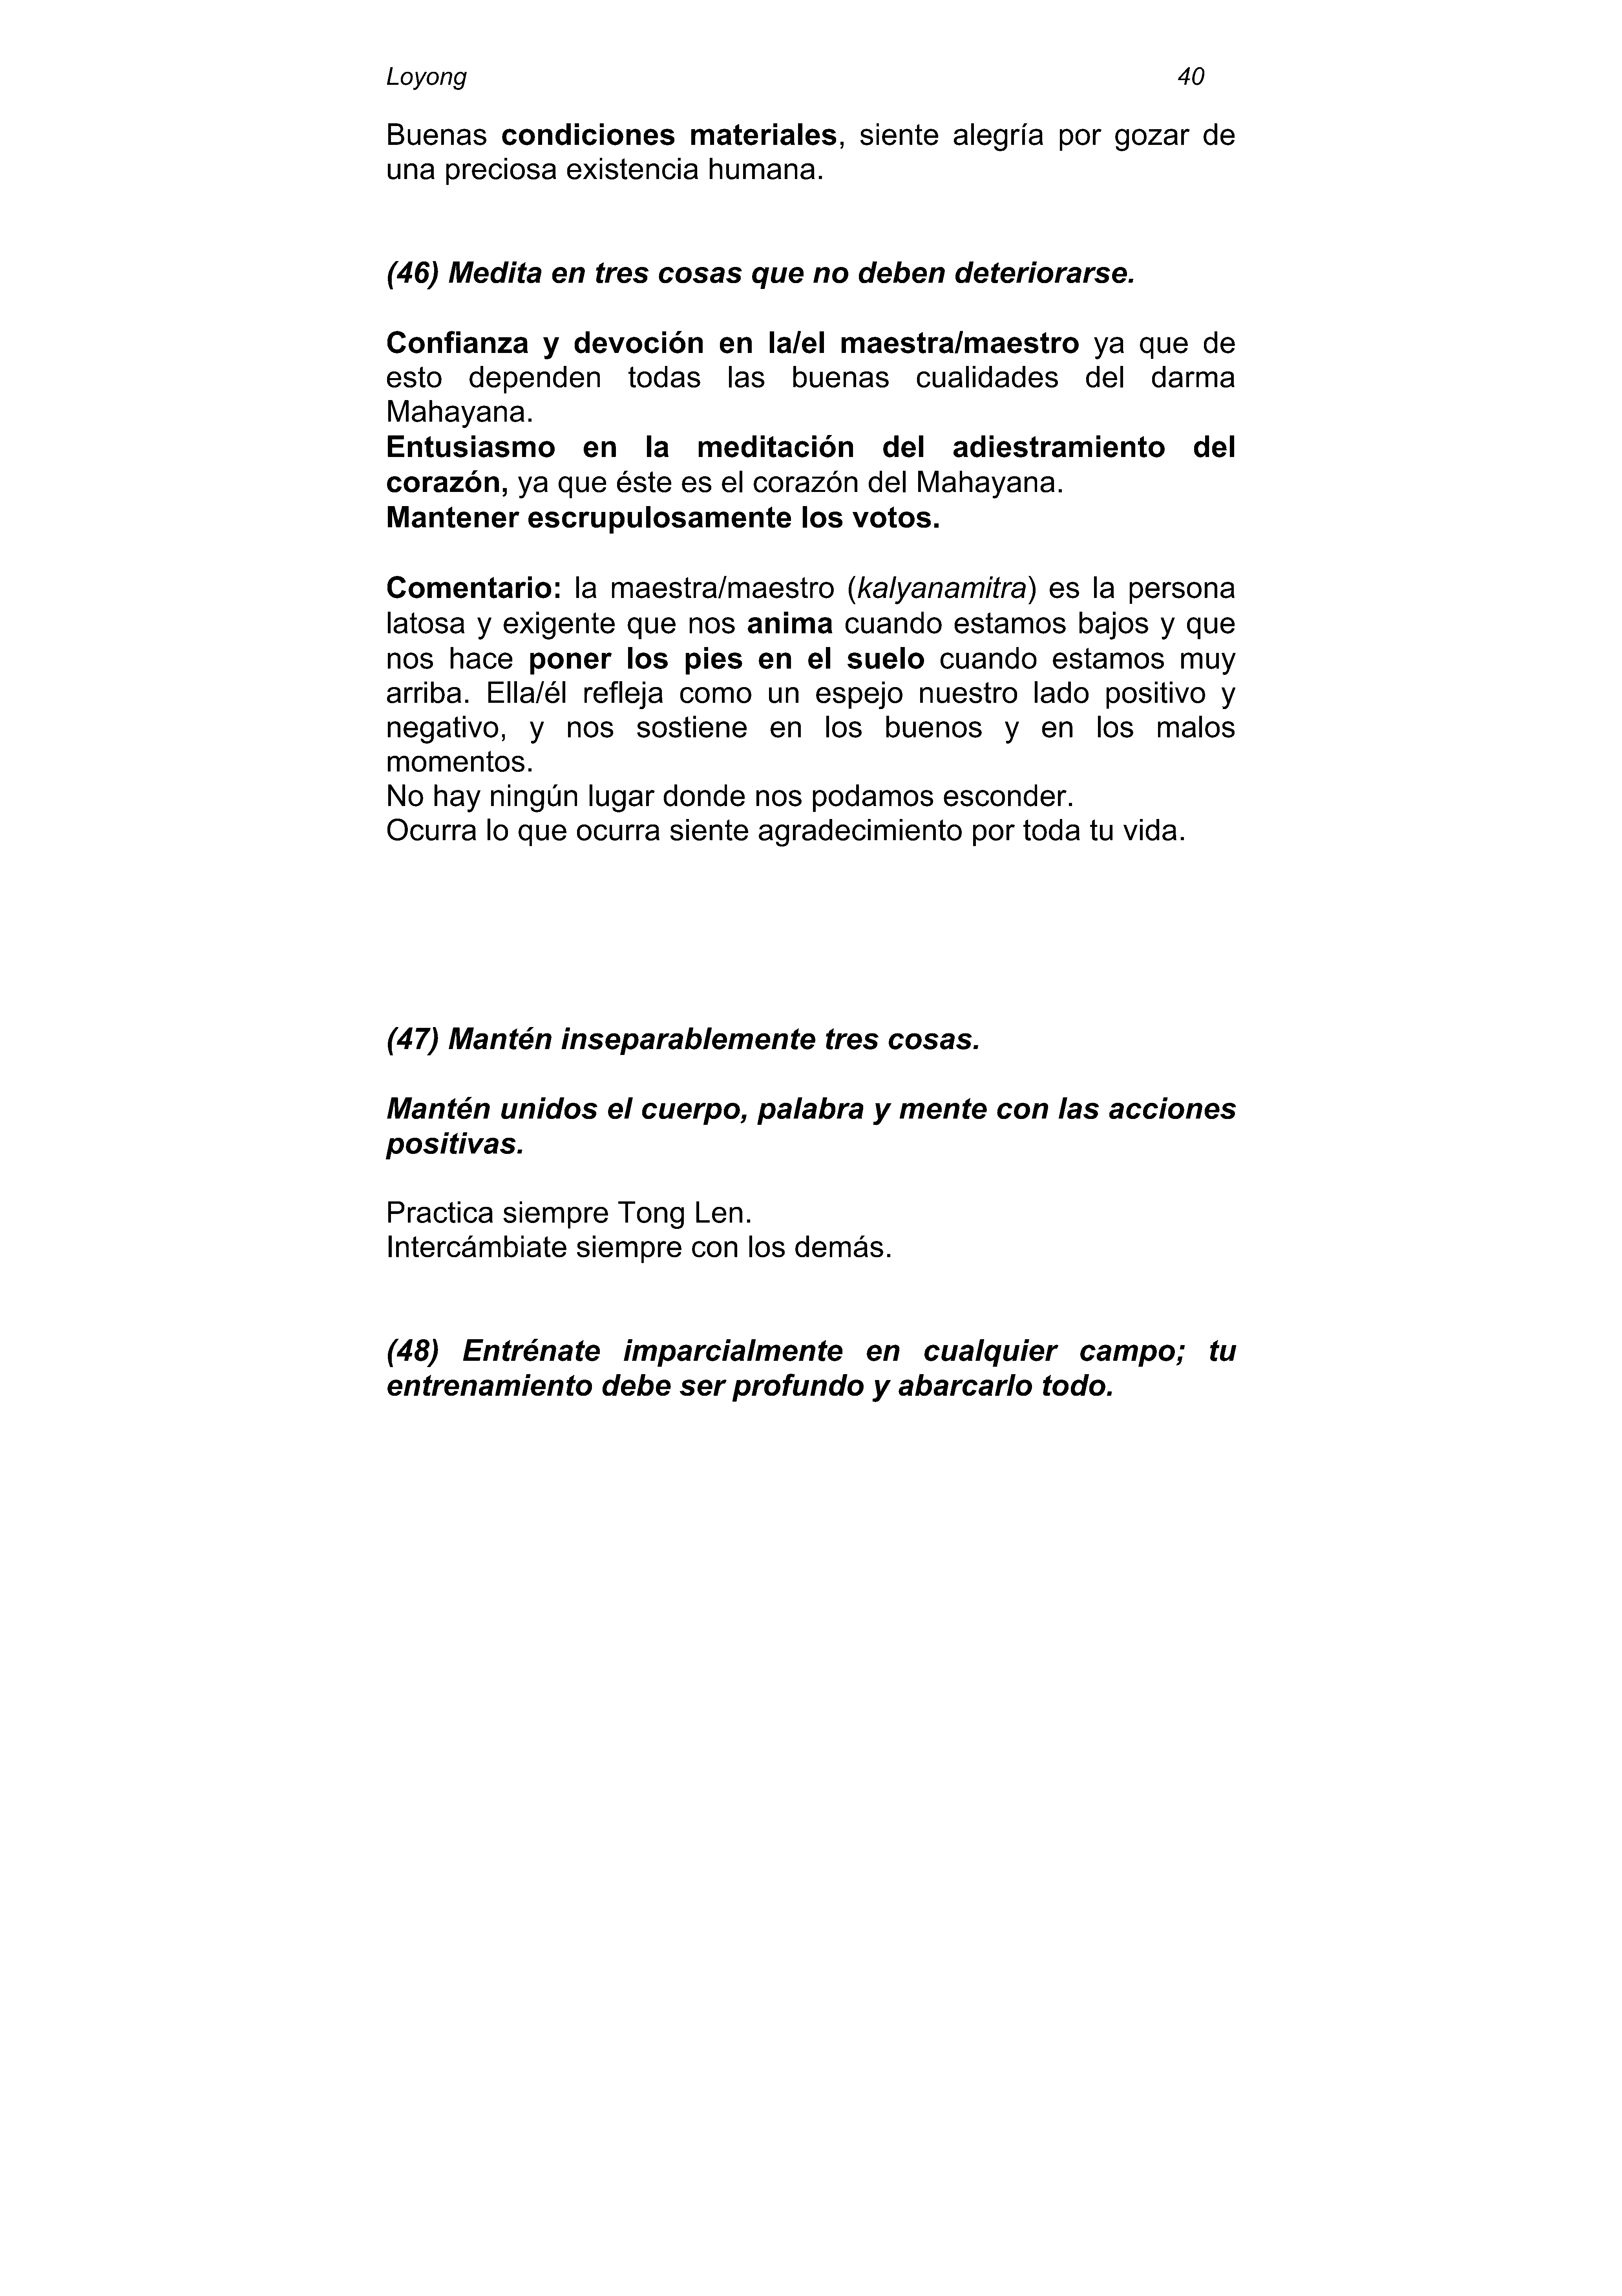 Loyong 40
Buenas condiciones materiales, siente alegría por gozar de
una preciosa existencia humana.
(46) Medita en tres cosas que no deben deteriorarse.
Confianza y devoción en la/el maestra/maestro ya que de
esto dependen todas las buenas cualidades del darma
Mahayana.
Entusiasmo en la meditación del adiestramiento del
corazón, ya que éste es el corazón del Mahayana.
Mantener escrupulosamente los votos.
Comentario: la maestra/maestro (kalyanamitra) es la persona
latosa y exigente que nos anima cuando estamos bajos y que
nos hace poner los pies en el suelo cuando estamos muy
arriba. Ella/él refleja como un espejo nuestro lado positivo y
negativo, y nos sostiene en los buenos y en los malos
momentos.
No hay ningún lugar donde nos podamos esconder.
Ocurra lo que ocurra siente agradecimiento por toda tu vida.
(47) Mantén inseparablemente tres cosas.
Mantén unidos el cuerpo, palabra y mente con las acciones
positivas.
Practica siempre Tong Len.
Intercámbiate siempre con los demás.
(48) Entrénate imparcialmente en cualquier campo; tu
entrenamiento debe ser profundo y abarcarlo todo.